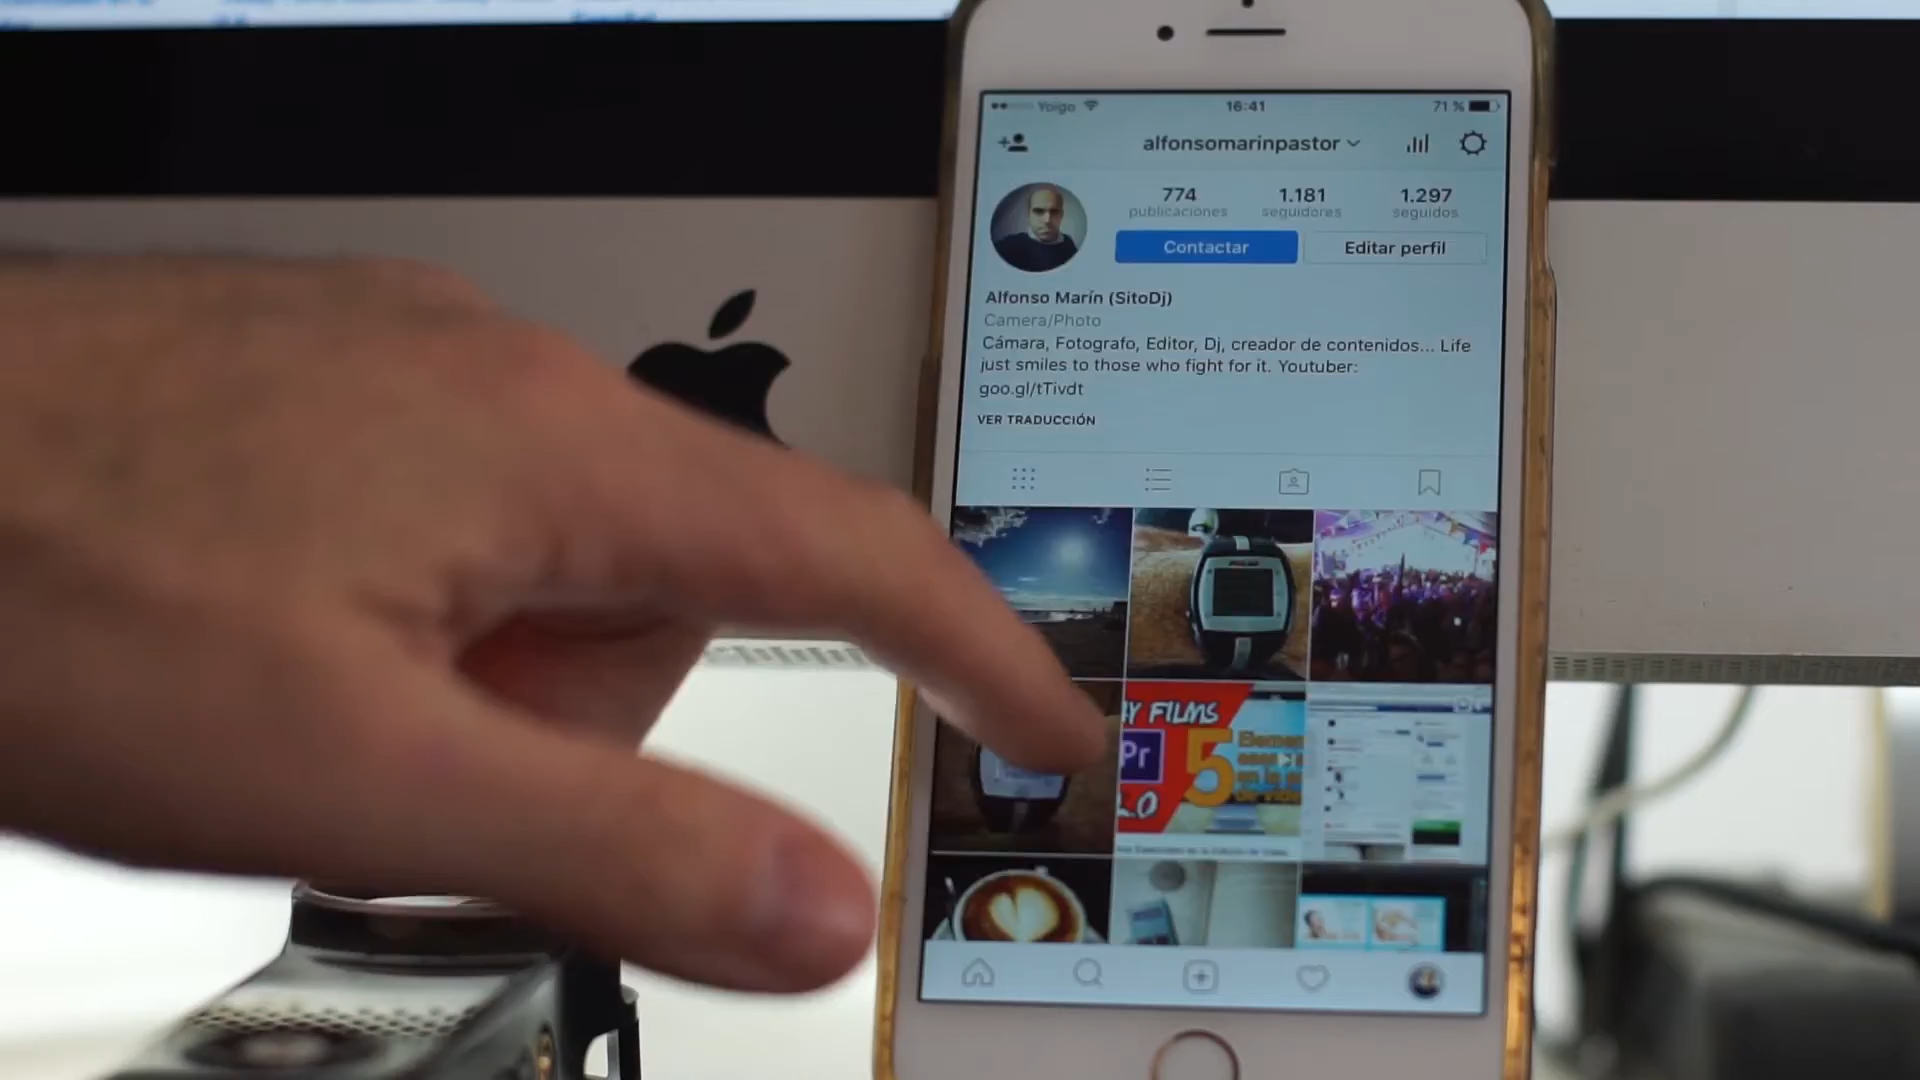 Yoigo 16:41 71 %
alfonsomarinpastor
774 1.181 1.297
publicaciones seguidores seguidos
Contactar Editar perfil
Alfonso Marín (SitoDj)
Camera/Photo
Cámara, Fotografo, Editor, Dj, creador de contenidos... Life
just smiles to those who fight for it. Youtuber:
goo.gl/tTivdt
VER TRADUCCIÓN
FILMS
Pr 5